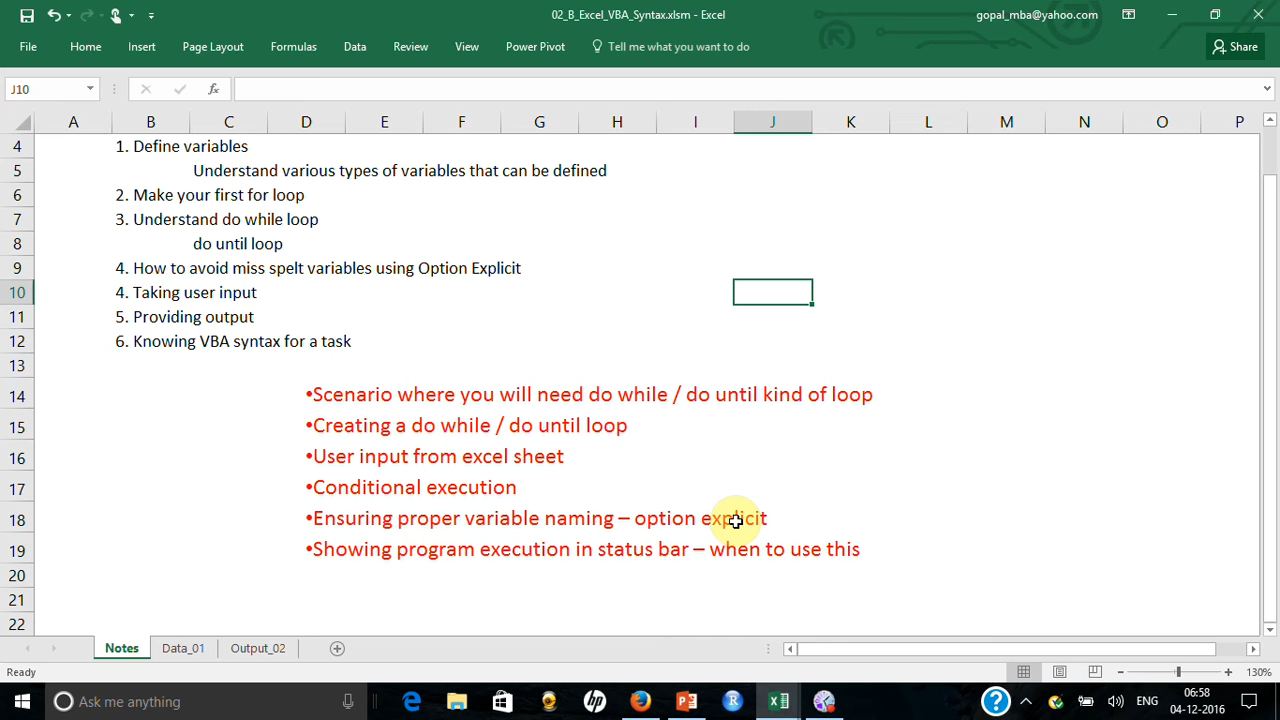 02_B_Excel_VBA_Syntax.xlsm - Excel
gopal_mba@yahoo.com
File Home Insert Page Layout Formulas Data Review View Power Pivot Tell me what you want to do Share
J10 fx
A B C D E F G H I J K L M N O P
4 1. Define variables
5 Understand various types of variables that can be defined
6 2. Make your first for loop
7 3. Understand do while loop
8 do until loop
9 4. How to avoid miss spelt variables using Option Explicit
10 4. Taking user input
11 5. Providing output
12 6. Knowing VBA syntax for a task
13
14 •Scenario where you will need do while / do until kind of loop
15 •Creating a do while / do until loop
16 •User input from excel sheet
17 •Conditional execution
18 •Ensuring proper variable naming – option explicit
19 •Showing program execution in status bar – when to use this
20
21
22
Notes Data_01 Output_02
Ready 130%
Ask me anything ENG 06:58
04-12-2016